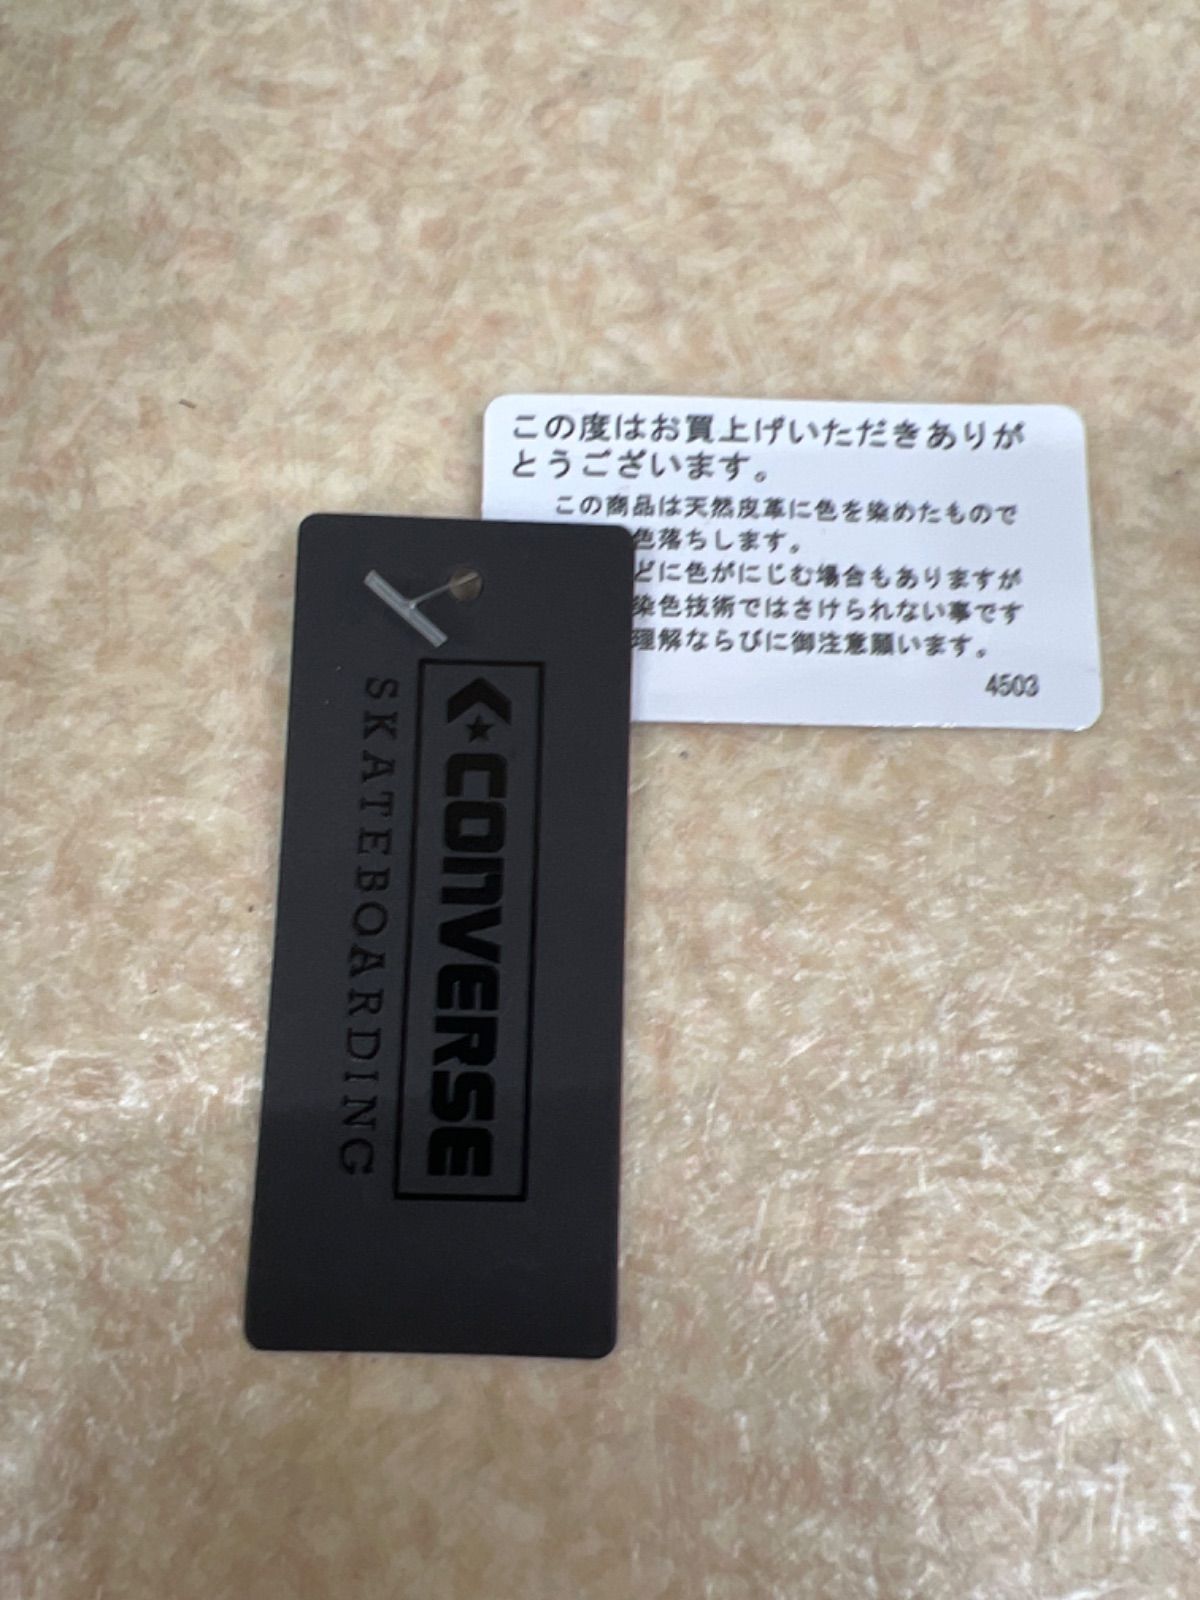 この度はお買上げいただきありが
とうございます。
この商品は天然皮革に色を染めたもので
色落ちします。
どに色がにじむ場合もありますが
染色技術ではさけられない事です
理解ならびに御注意願います。
4503
CONVERSE
SKATEBOARDING